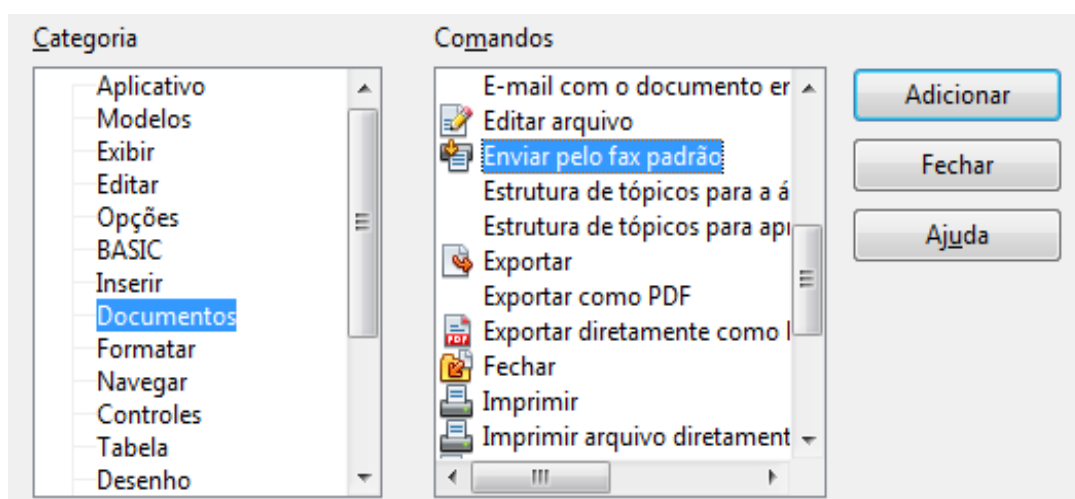 Categoria
Aplicativo
Modelos
Exibir
Editar
Opções
BASIC
Inserir
Documentos
Formatar
Navegar
Controles
Tabela
Desenho
Comandos
E-mail com o documento er
Editar arquivo
Enviar pelo fax padrão
Estrutura de tópicos para a á
Estrutura de tópicos para apr
Exportar
Exportar como PDF
Exportar diretamente como
Fechar
Imprimir
Imprimir arquivo diretament
Adicionar
Fechar
Ajuda